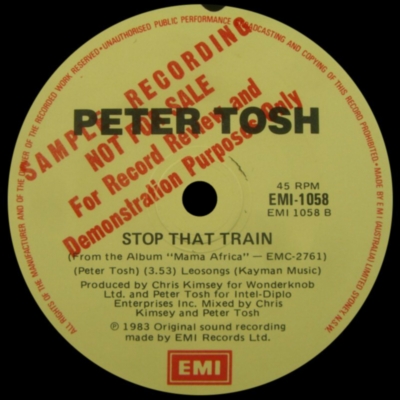 ALL RIGHTS OF THE MANUFACTURER AND OF THE OWNER OF THE RECORDED WORK RESERVED • UNAUTHORISED PUBLIC PERFORMANCE BROADCASTING AND COPYING OF THIS RECORD PROHIBITED • MADE BY EMI (AUSTRALIA) LIMITED SYDNEY, N.S.W.
SAMPLE RECORDING
NOT FOR SALE
For Record Review and
Demonstration Purposes Only
PETER TOSH
45 RPM
EMI-1058
EMI 1058 B
STOP THAT TRAIN
(From the Album "Mama Africa" — EMC-2761)
(Peter Tosh) (3.53) Leosongs (Kayman Music)
Produced by Chris Kimsey for Wonderknob
Ltd. and Peter Tosh for Intel-Diplo
Enterprises Inc. Mixed by Chris
Kimsey and Peter Tosh
℗ 1983 Original sound recording
made by EMI Records Ltd.
EMI